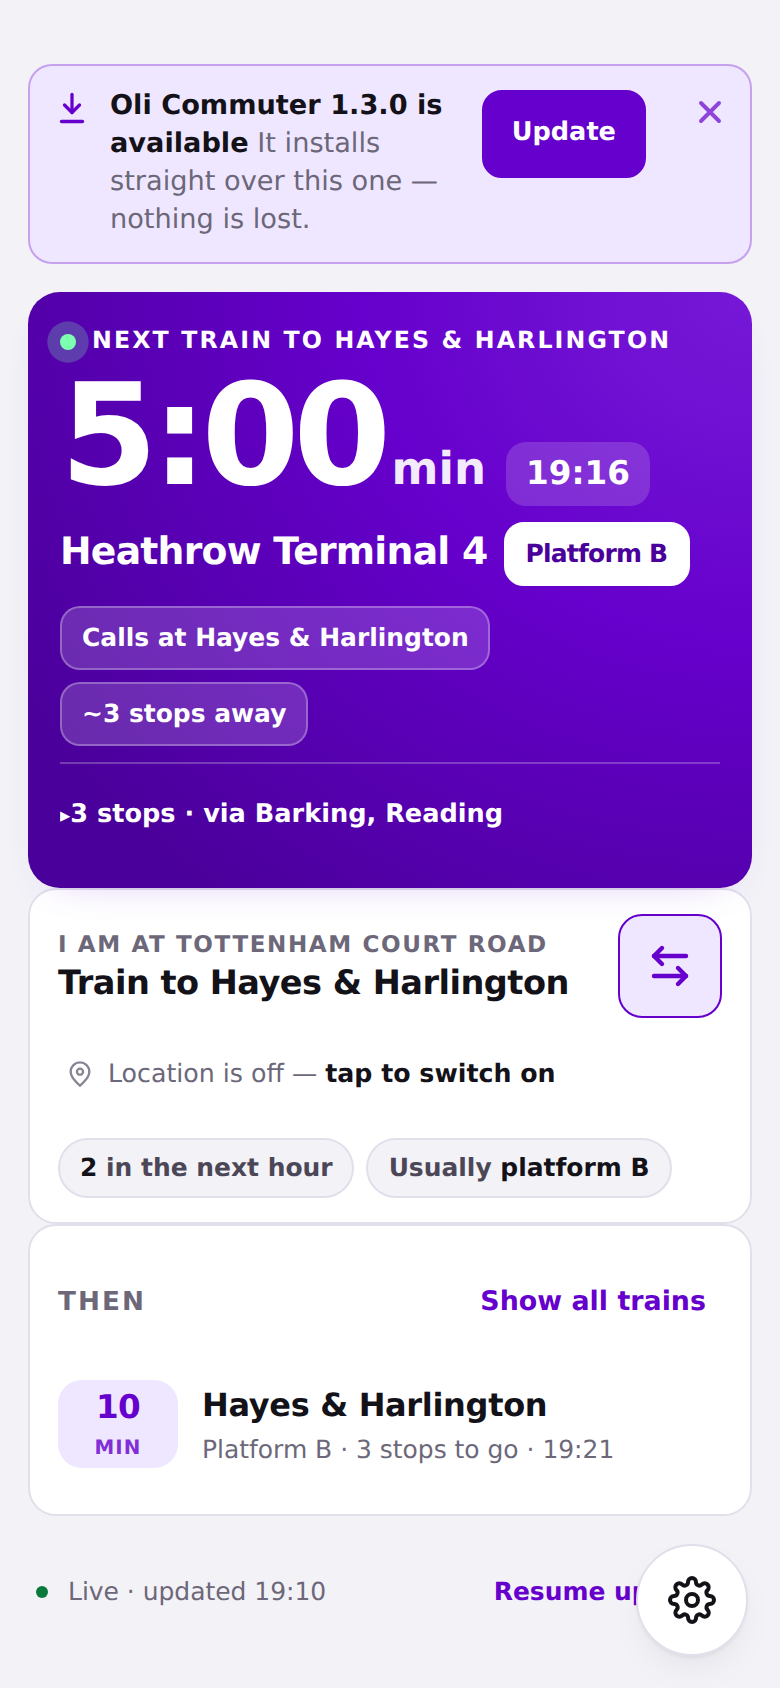 Oli Commuter 1.3.0 is
available It installs
straight over this one —
nothing is lost.
Update
NEXT TRAIN TO HAYES & HARLINGTON
5:00 min 19:16
Heathrow Terminal 4 Platform B
Calls at Hayes & Harlington
~3 stops away
▸3 stops · via Barking, Reading
I AM AT TOTTENHAM COURT ROAD
Train to Hayes & Harlington
Location is off — tap to switch on
2 in the next hour Usually platform B
THEN Show all trains
10
MIN
Hayes & Harlington
Platform B · 3 stops to go · 19:21
Live · updated 19:10 Resume